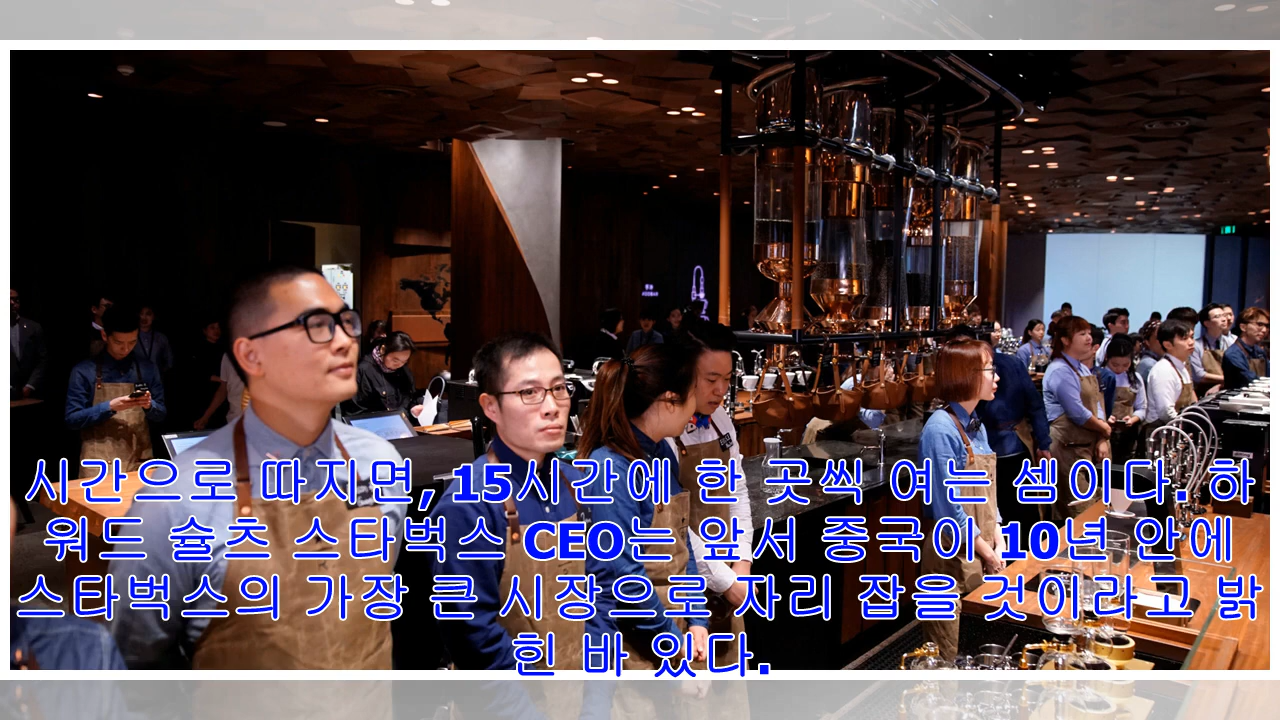 시간으로 따지면, 15시간에 한 곳씩 여는 셈이다. 하
워드 슐츠 스타벅스 CEO는 앞서 중국이 10년 안에
스타벅스의 가장 큰 시장으로 자리 잡을 것이라고 밝
힌 바 있다.